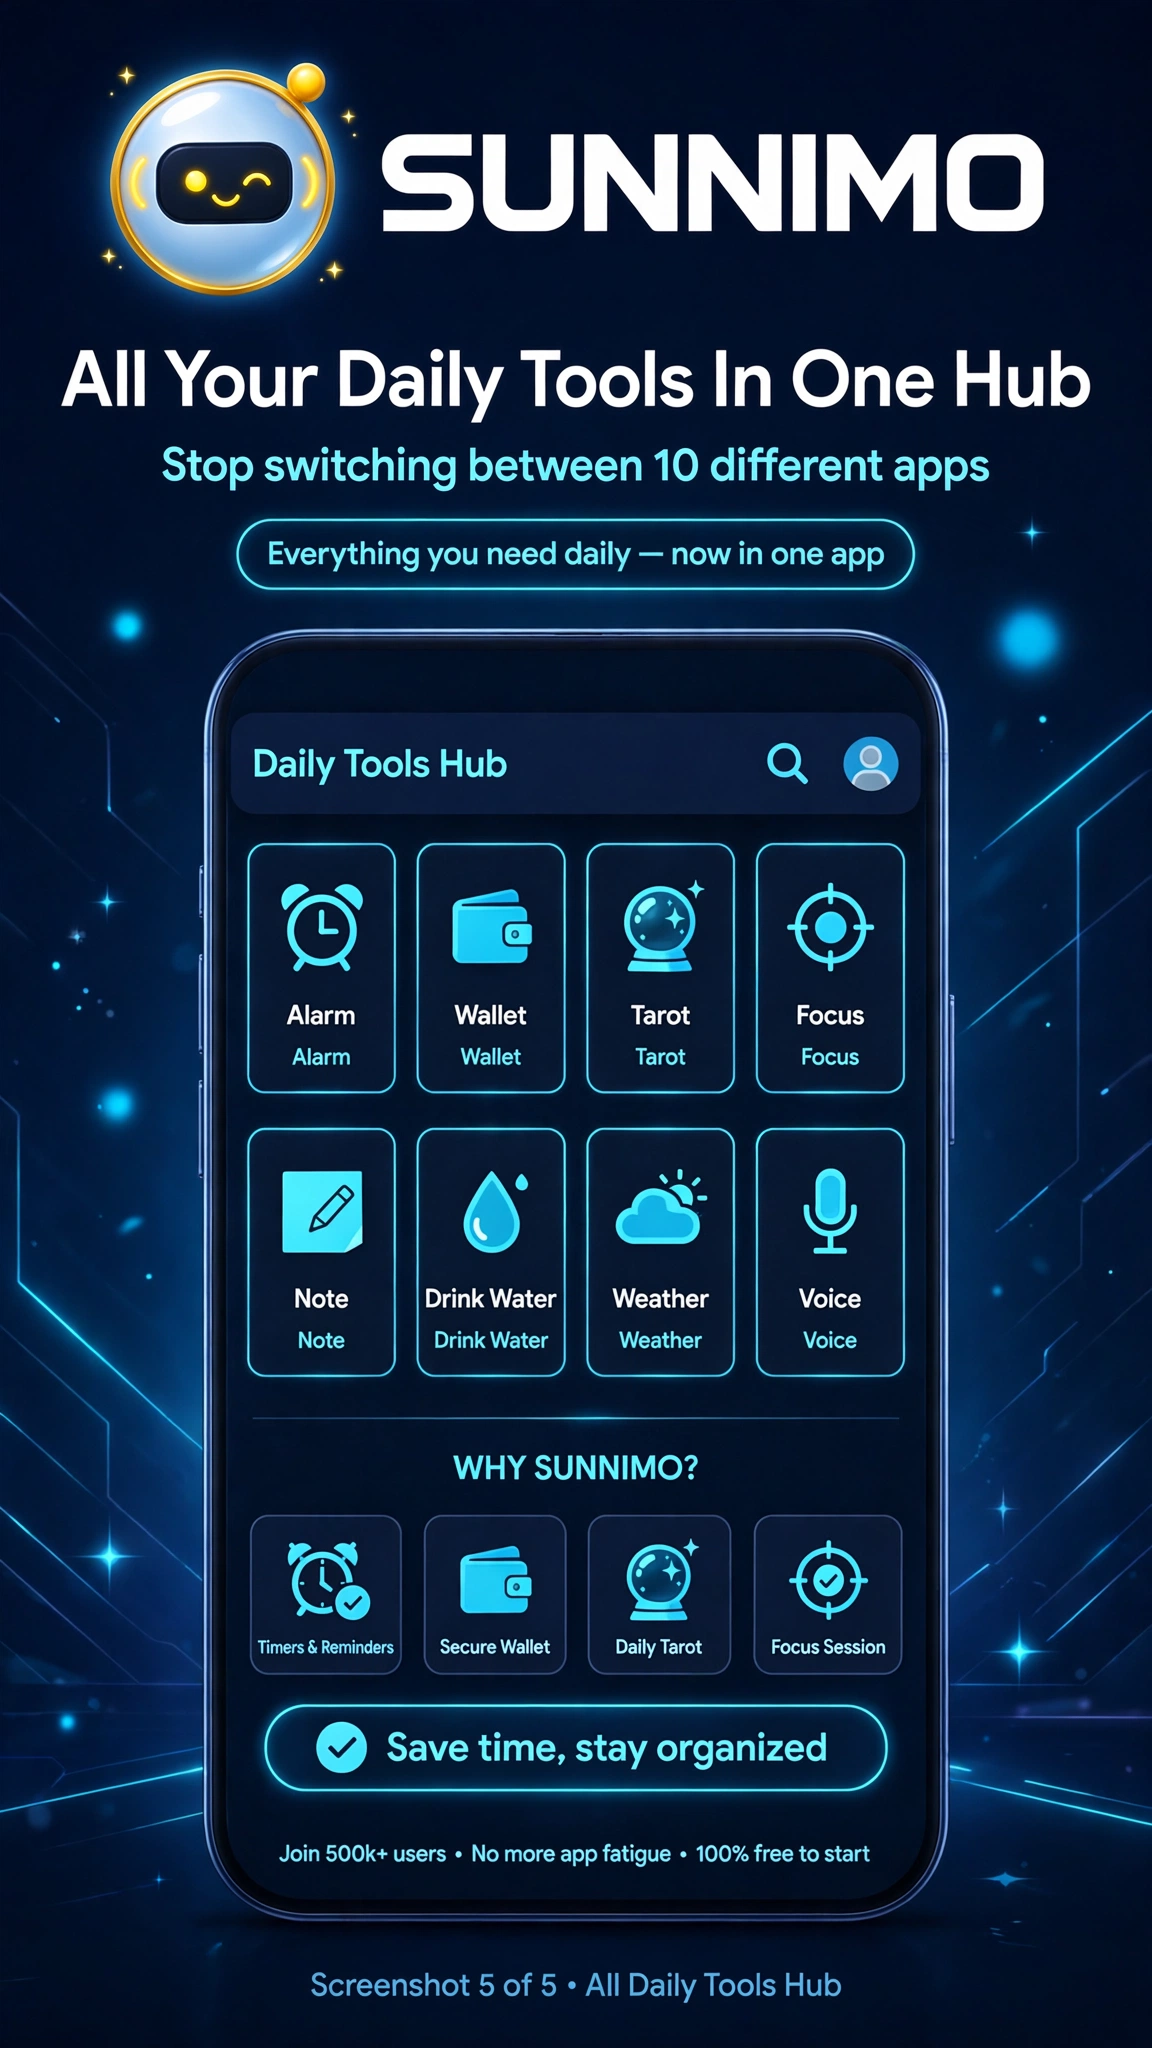 SUNNIMO
All Your Daily Tools In One Hub
Stop switching between 10 different apps
Everything you need daily — now in one app
Daily Tools Hub
Alarm
Alarm
Wallet
Wallet
Tarot
Tarot
Focus
Focus
Note
Note
Drink Water
Drink Water
Weather
Weather
Voice
Voice
WHY SUNNIMO?
Timers & Reminders
Secure Wallet
Daily Tarot
Focus Session
Save time, stay organized
Join 500k+ users • No more app fatigue • 100% free to start
Screenshot 5 of 5 • All Daily Tools Hub